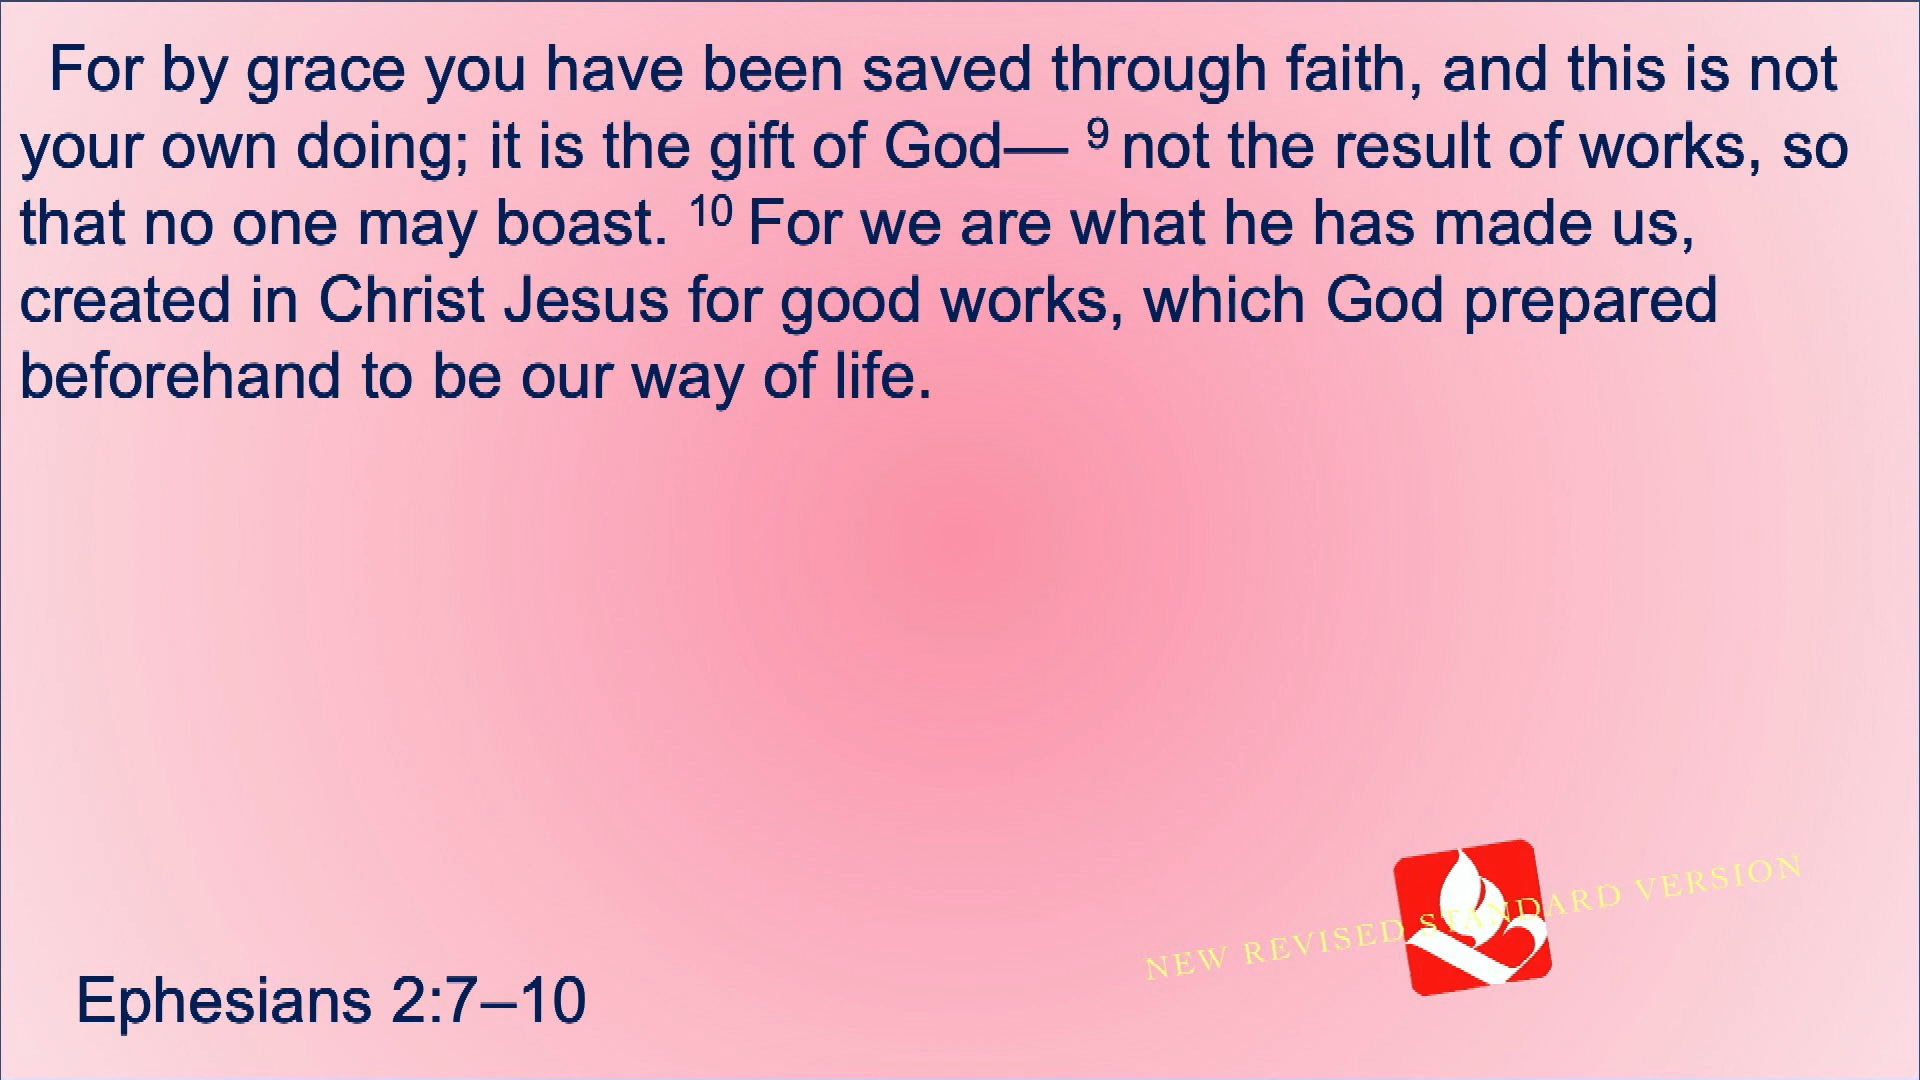 For by grace you have been saved through faith, and this is not
your own doing; it is the gift of God— 9 not the result of works, so
that no one may boast. 10 For we are what he has made us,
created in Christ Jesus for good works, which God prepared
beforehand to be our way of life.
NEW REVISED STANDARD VERSION
Ephesians 2:7–10